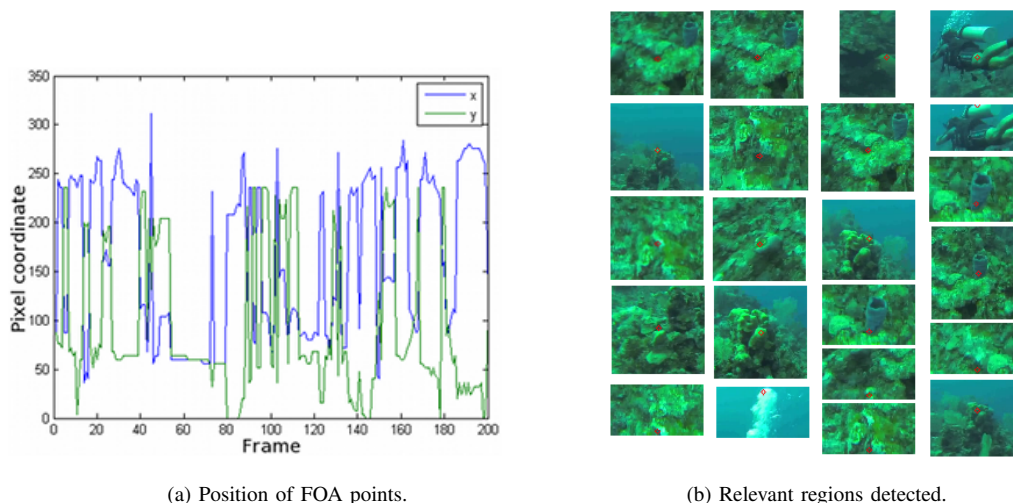 350
300
250
200
150
100
50
0
Pixel coordinate
x
y
0 20 40 60 80 100 120 140 160 180 200
Frame
(a) Position of FOA points.
(b) Relevant regions detected.